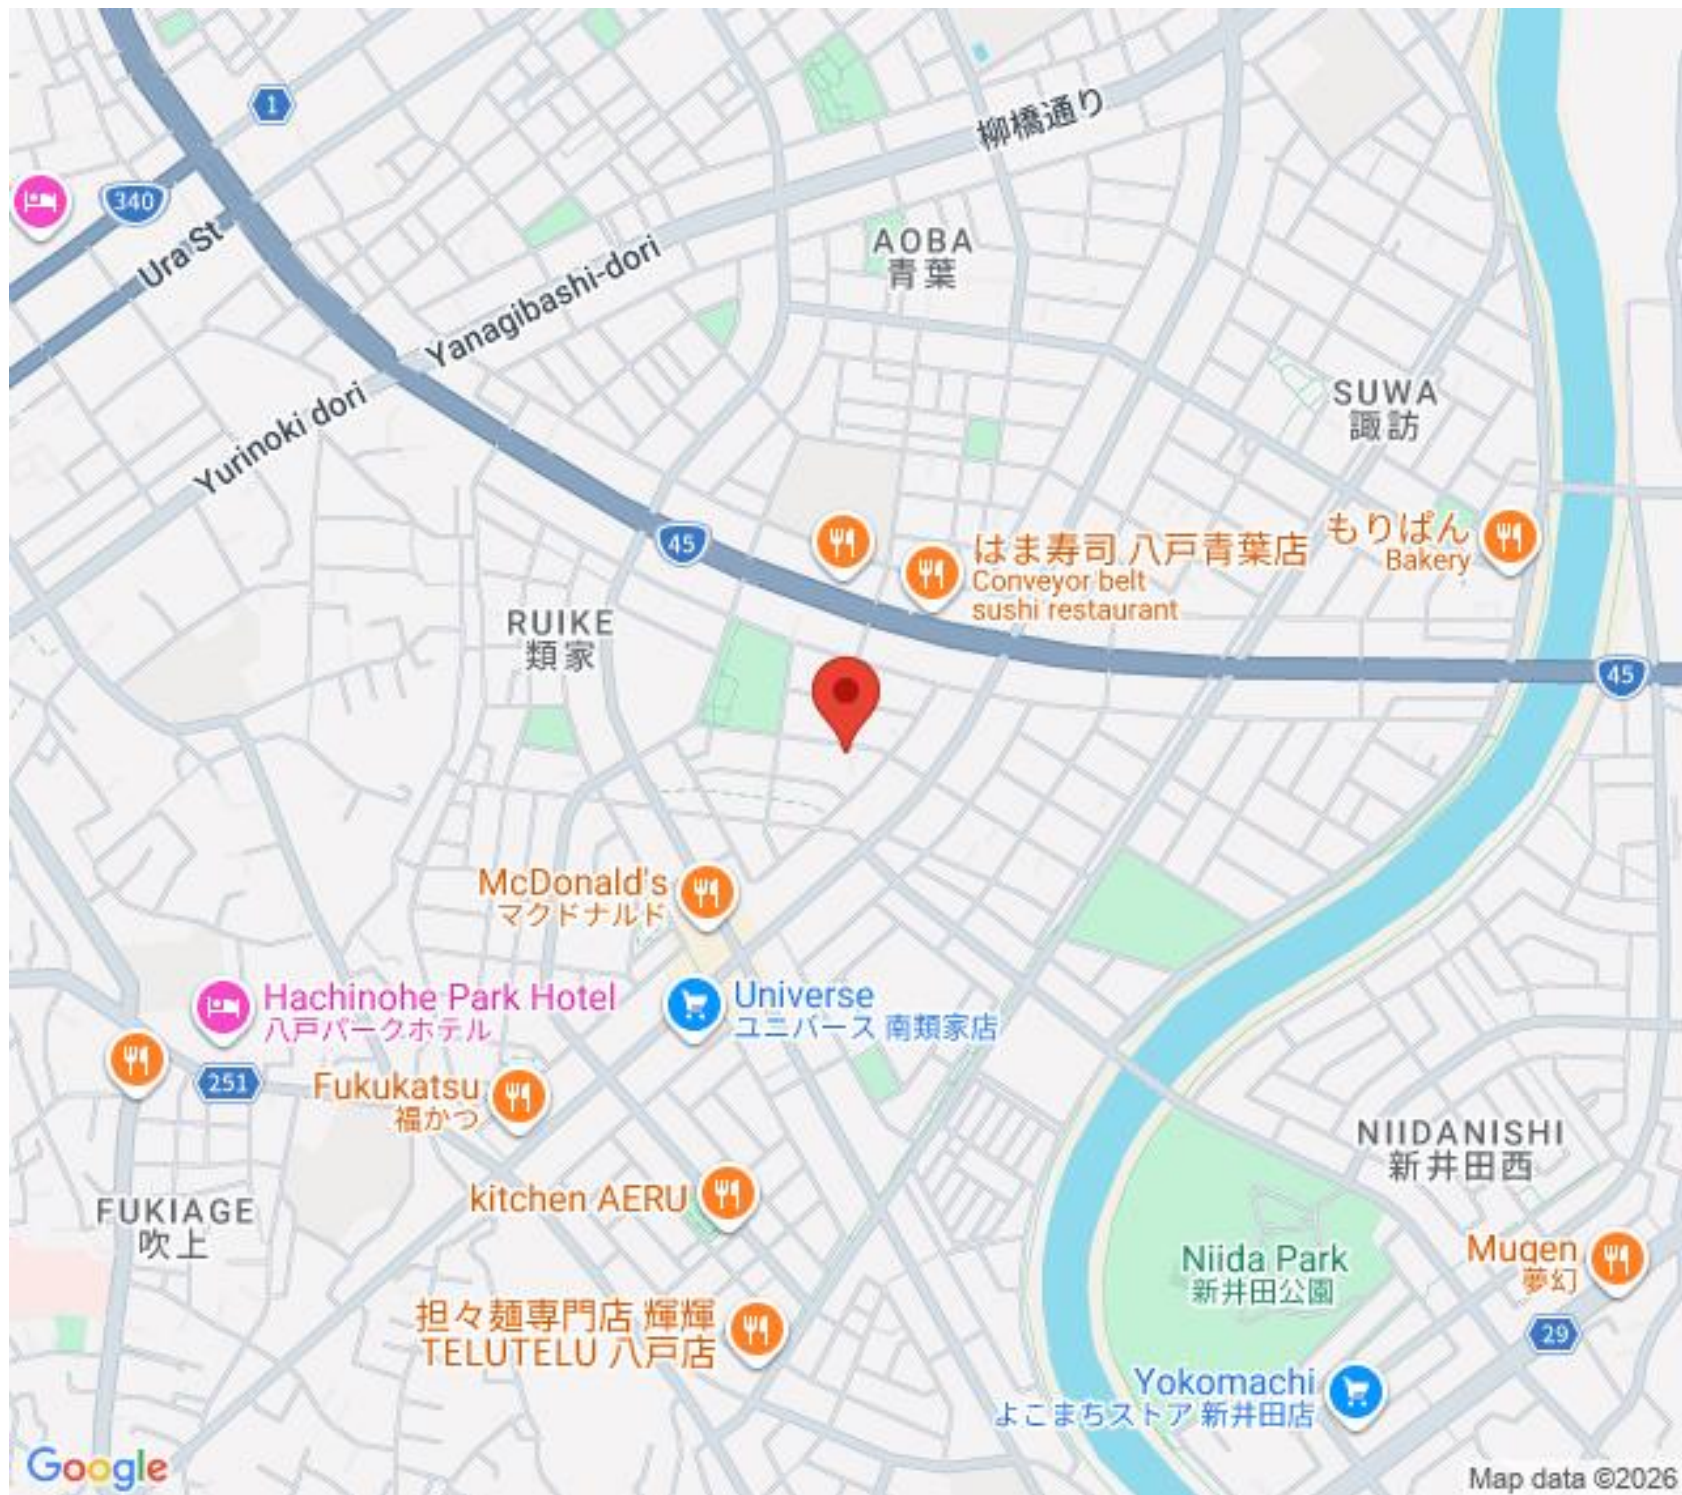 1
柳橋通り
340
Ura St
AOBA
青葉
Yanagibashi-dori
Yurinoki dori
SUWA
諏訪
45
はま寿司 八戸青葉店
Conveyor belt
sushi restaurant
もりぱん
Bakery
RUIKE
類家
45
McDonald's
マクドナルド
Hachinohe Park Hotel
八戸パークホテル
Universe
ユニバース 南類家店
251
Fukukatsu
福かつ
NIIDANISHI
新井田西
kitchen AERU
FUKIAGE
吹上
Niida Park
新井田公園
Mugen
夢幻
担々麺専門店 輝輝
TELUTELU 八戸店
29
Yokomachi
よこまちストア 新井田店
Google
Map data ©2026